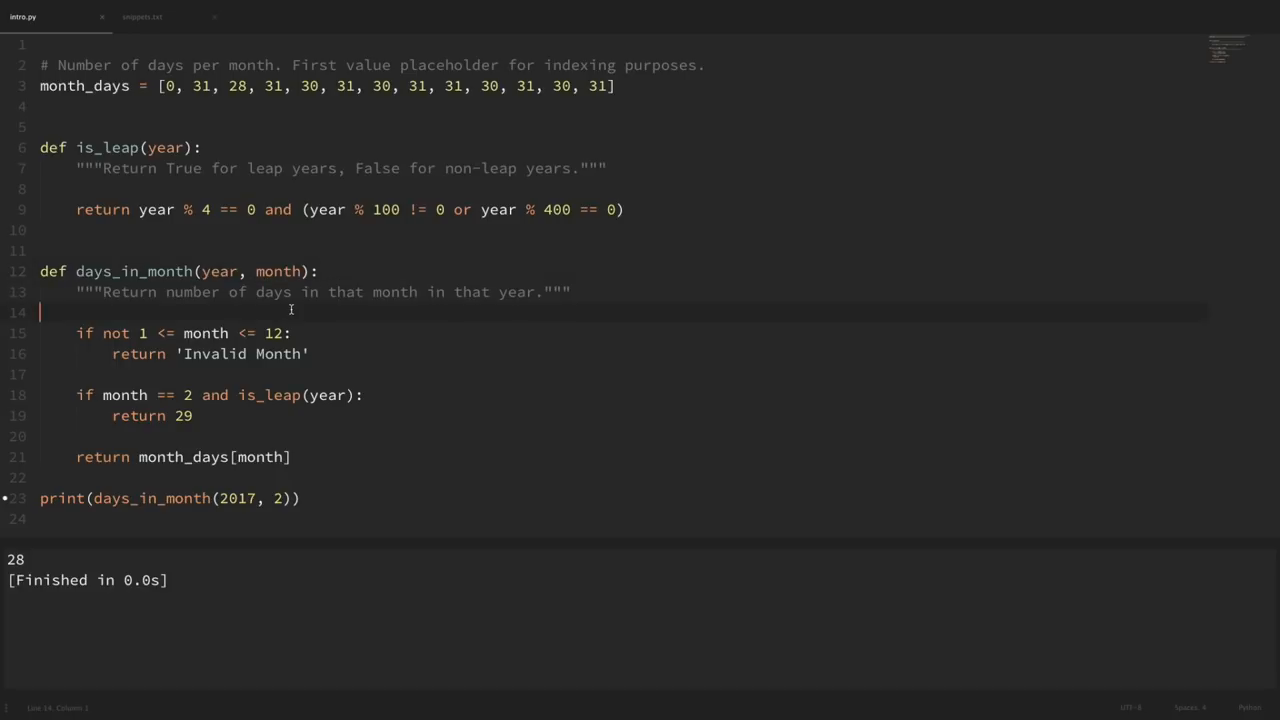 intro.py
snippets.txt
1
2 # Number of days per month. First value placeholder for indexing purposes.
3 month_days = [0, 31, 28, 31, 30, 31, 30, 31, 31, 30, 31, 30, 31]
4
5
6 def is_leap(year):
7     """Return True for leap years, False for non-leap years."""
8
9     return year % 4 == 0 and (year % 100 != 0 or year % 400 == 0)
10
11
12 def days_in_month(year, month):
13     """Return number of days in that month in that year."""
14
15     if not 1 <= month <= 12:
16         return 'Invalid Month'
17
18     if month == 2 and is_leap(year):
19         return 29
20
21     return month_days[month]
22
23 print(days_in_month(2017, 2))
24
28
[Finished in 0.0s]
Line 14, Column 1
UTF-8
Spaces: 4
Python